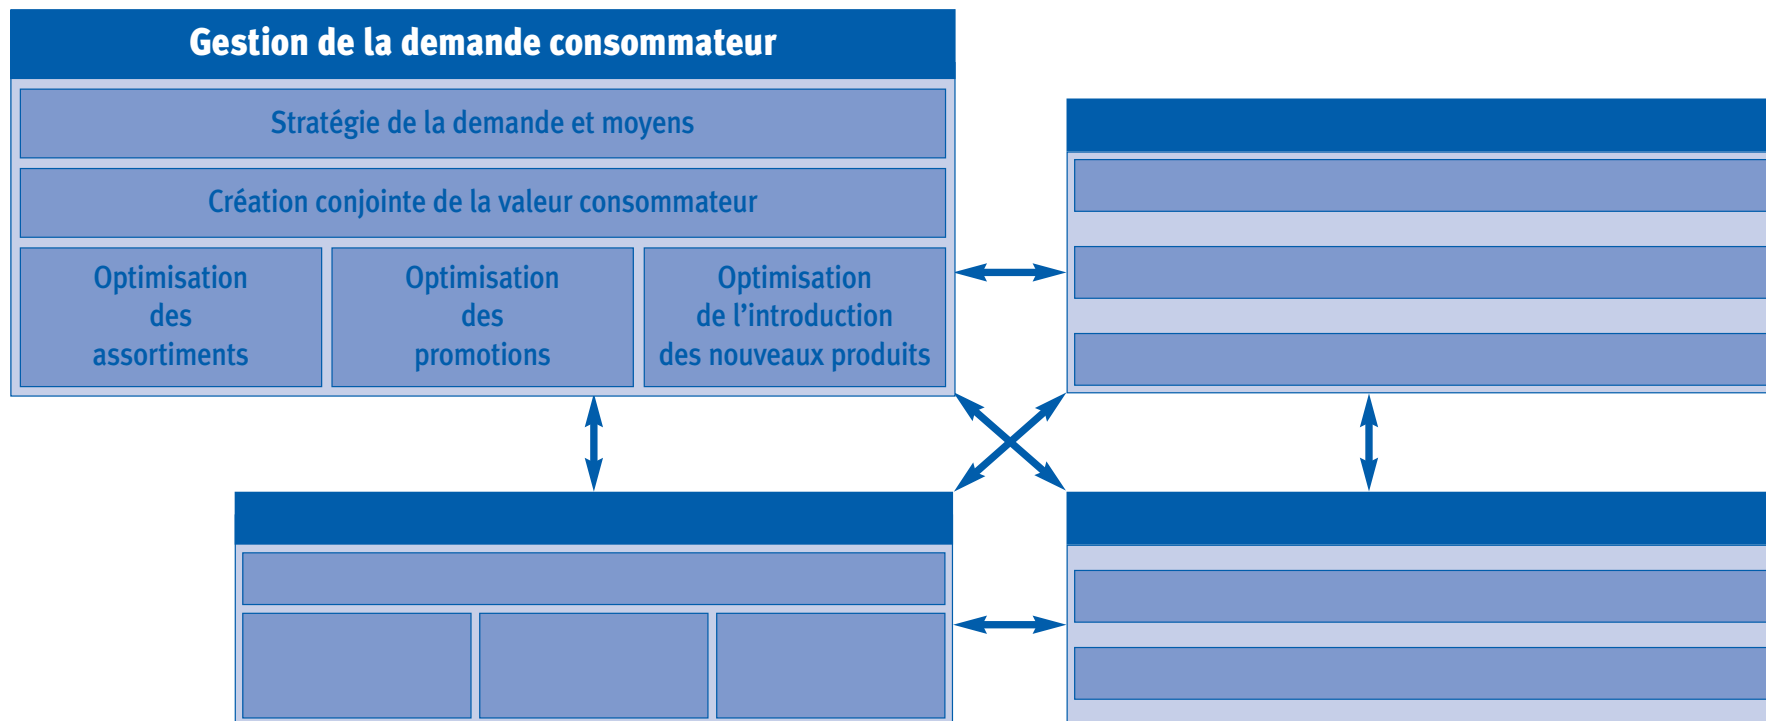 Gestion de la demande consommateur
Stratégie de la demande et moyens
Création conjointe de la valeur consommateur
Optimisation
des
assortiments
Optimisation
des
promotions
Optimisation
de l’introduction
des nouveaux produits